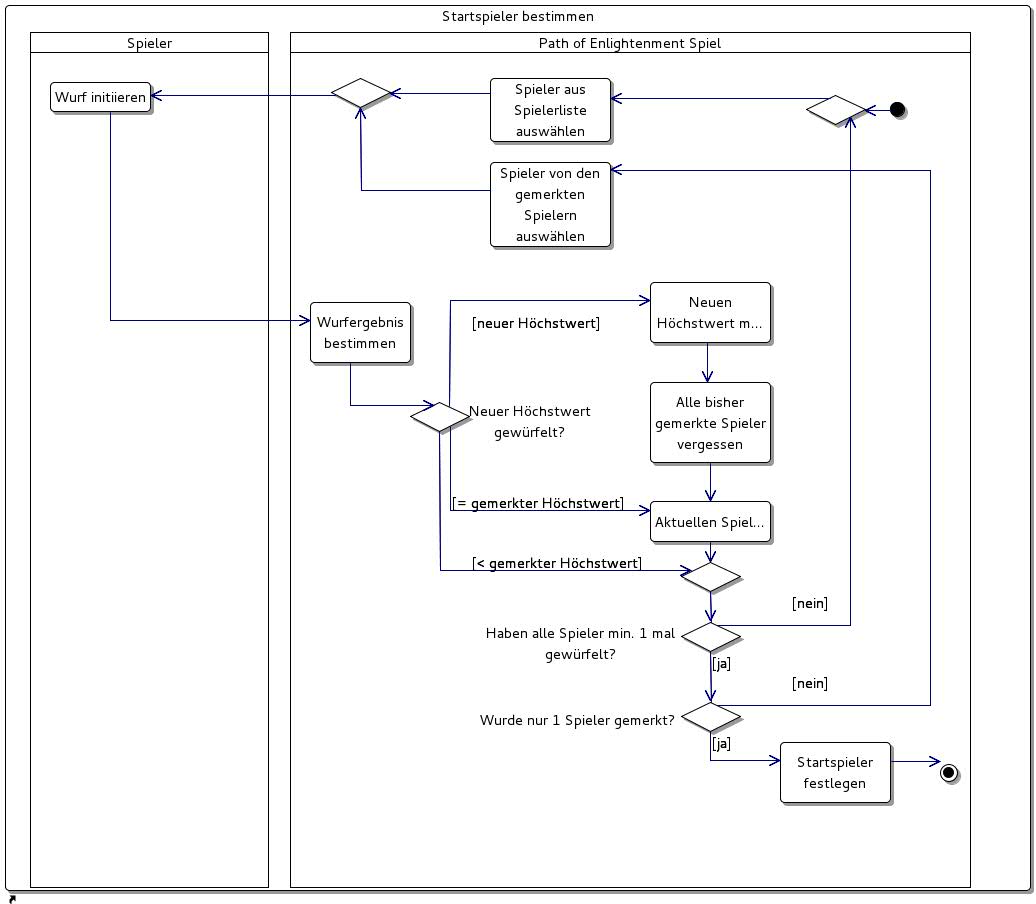 Startspieler bestimmen
Spieler
Path of Enlightenment Spiel
Wurf initiieren
Spieler aus
Spielerliste
auswählen
Spieler von den
gemerkten
Spielern
auswählen
Wurfergebnis
bestimmen
[neuer Höchstwert]
Neuen
Höchstwert m...
Neuer Höchstwert
gewürfelt?
Alle bisher
gemerkte Spieler
vergessen
[= gemerkter Höchstwert]
Aktuellen Spiel...
[< gemerkter Höchstwert]
[nein]
Haben alle Spieler min. 1 mal
gewürfelt?
[ja]
[nein]
Wurde nur 1 Spieler gemerkt?
[ja]
Startspieler
festlegen